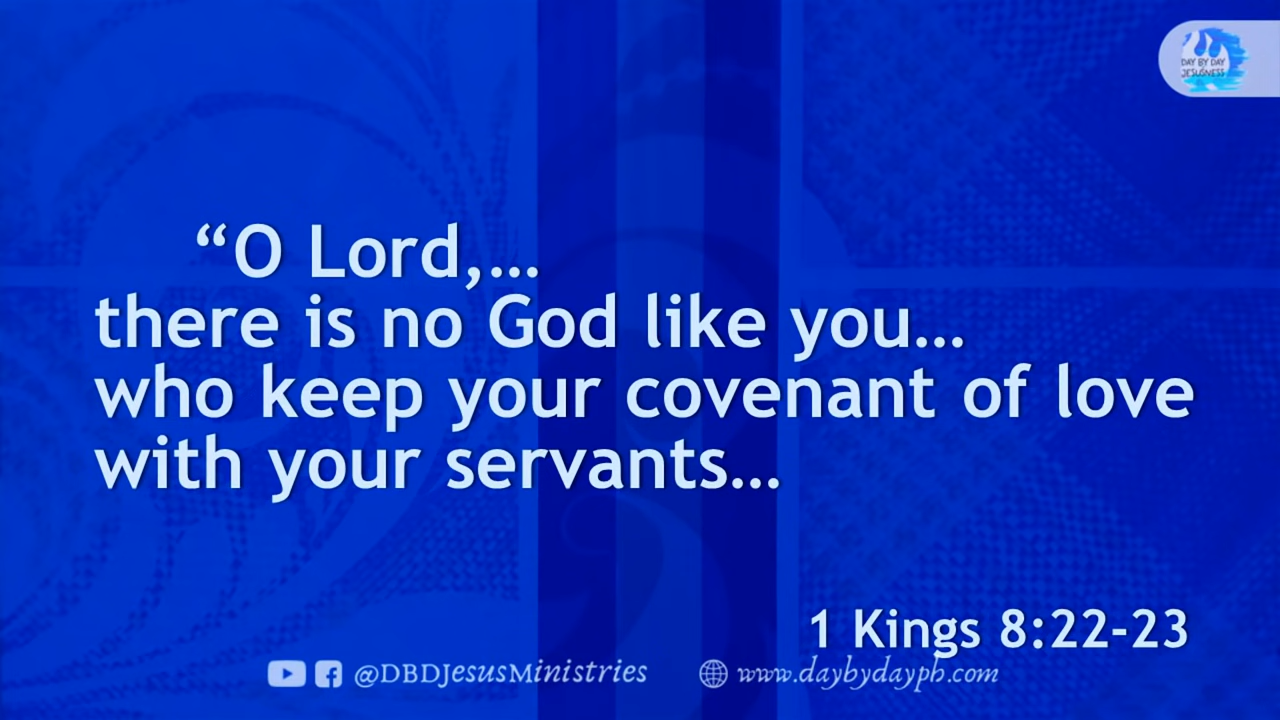 DAY BY DAY
JESUSNESS
“O Lord,...
there is no God like you...
who keep your covenant of love
with your servants...
1 Kings 8:22-23
@DBDJesusMinistries
www.daybydayph.com